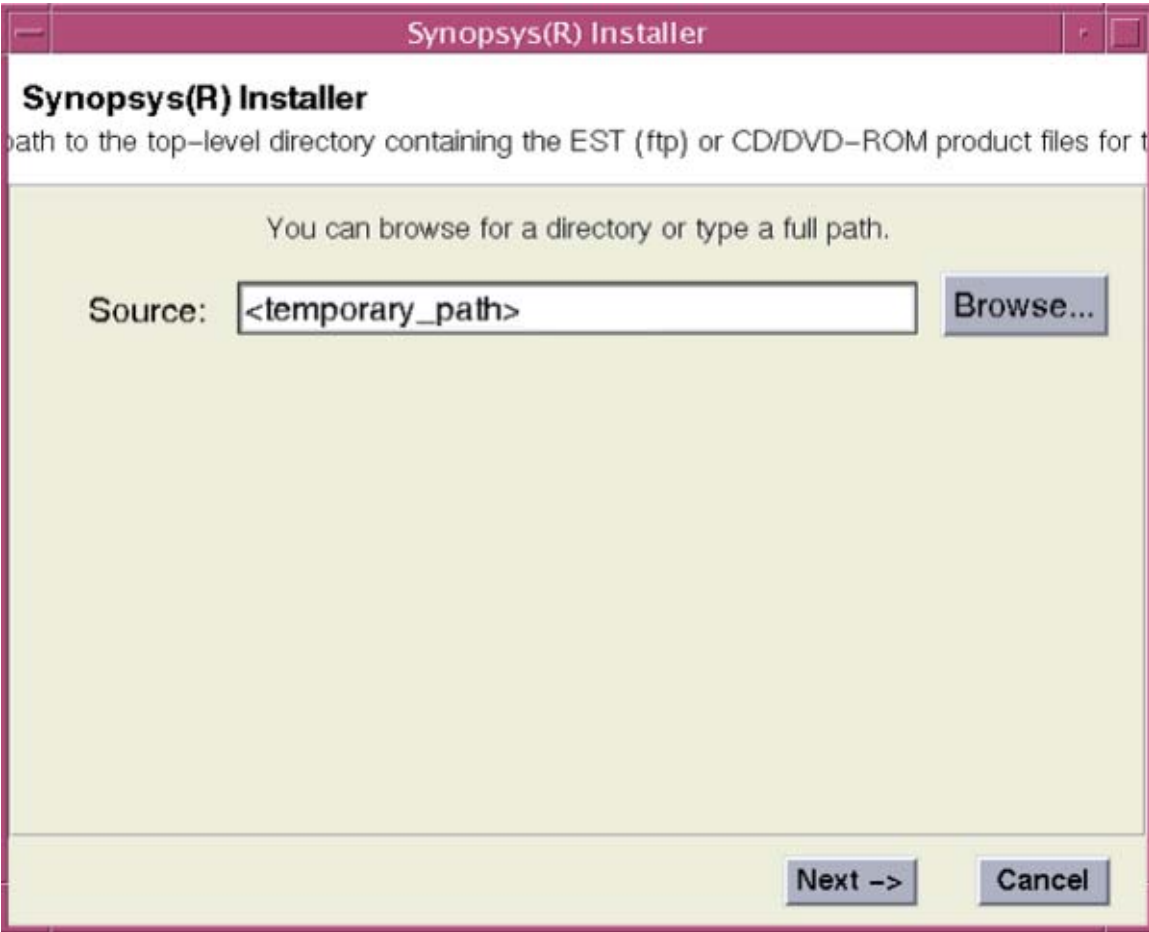 Synopsys(R) Installer
Synopsys(R) Installer
path to the top-level directory containing the EST (ftp) or CD/DVD-ROM product files for t
You can browse for a directory or type a full path.
Source: <temporary_path> Browse...
Next -> Cancel